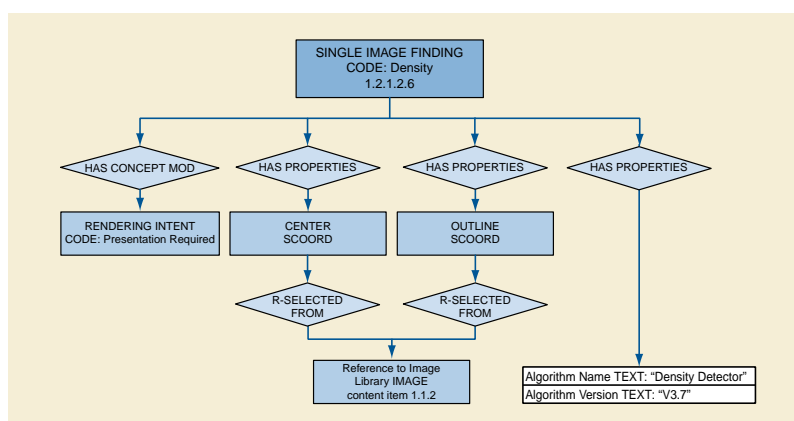 SINGLE IMAGE FINDING
CODE: Density
1.2.1.2.6
HAS CONCEPT MOD
HAS PROPERTIES
HAS PROPERTIES
HAS PROPERTIES
RENDERING INTENT
CODE: Presentation Required
CENTER
SCOORD
OUTLINE
SCOORD
R-SELECTED
FROM
R-SELECTED
FROM
Reference to Image
Library IMAGE
content item 1.1.2
Algorithm Name TEXT: “Density Detector”
Algorithm Version TEXT: “V3.7”